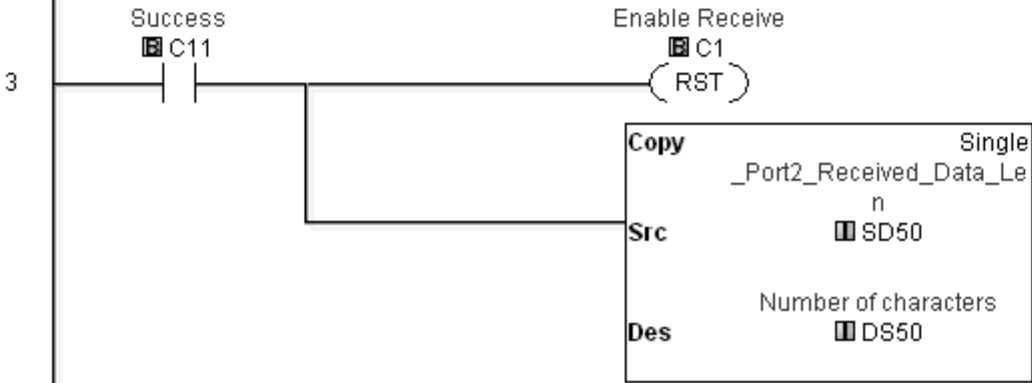 Success
B C11
Enable Receive
B C1
3
RST
Copy Single
_Port2_Received_Data_Le
n
Src SD50
Number of characters
Des DS50